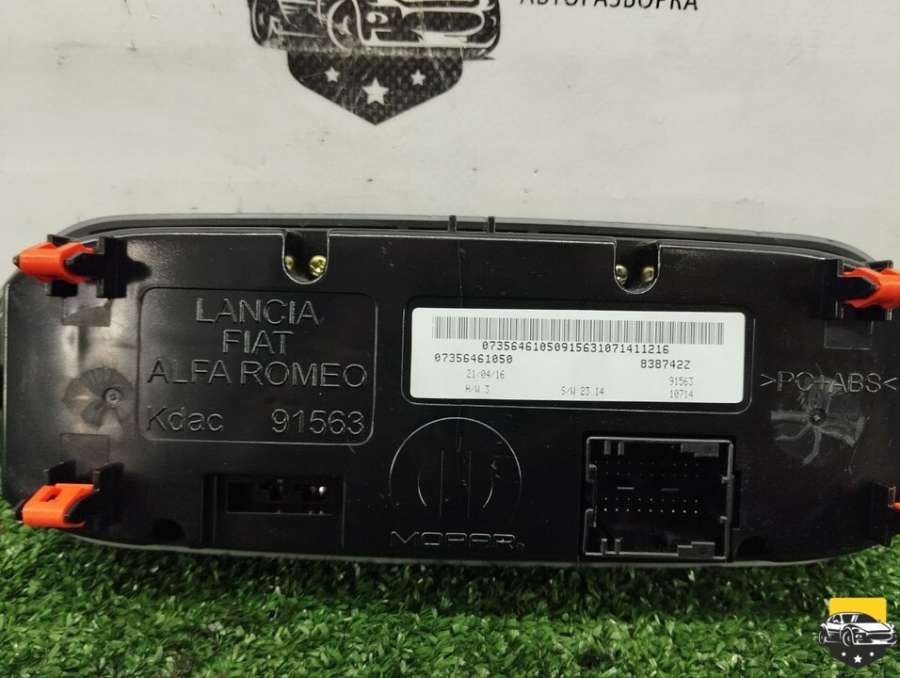 АВТОРАЗБОРКА
LANCIA
FIAT
ALFA ROMEO
Kdac 91563
07356461050915631071411216
07356461050 838742Z
21/04/16 91563
H/W 3 S/W 23.14 10714
>PC+ABS<
MOPAR®